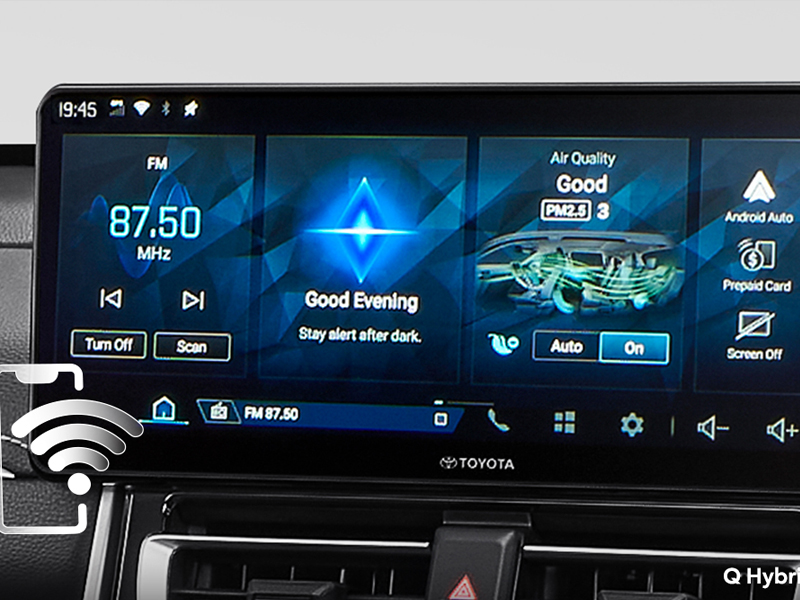 19:45
FM
87.50
MHz
Turn Off
Scan
Good Evening
Stay alert after dark.
Air Quality
Good
PM2.5 3
Auto
On
Android Auto
Prepaid Card
Screen Off
FM 87.50
TOYOTA
Q Hybri